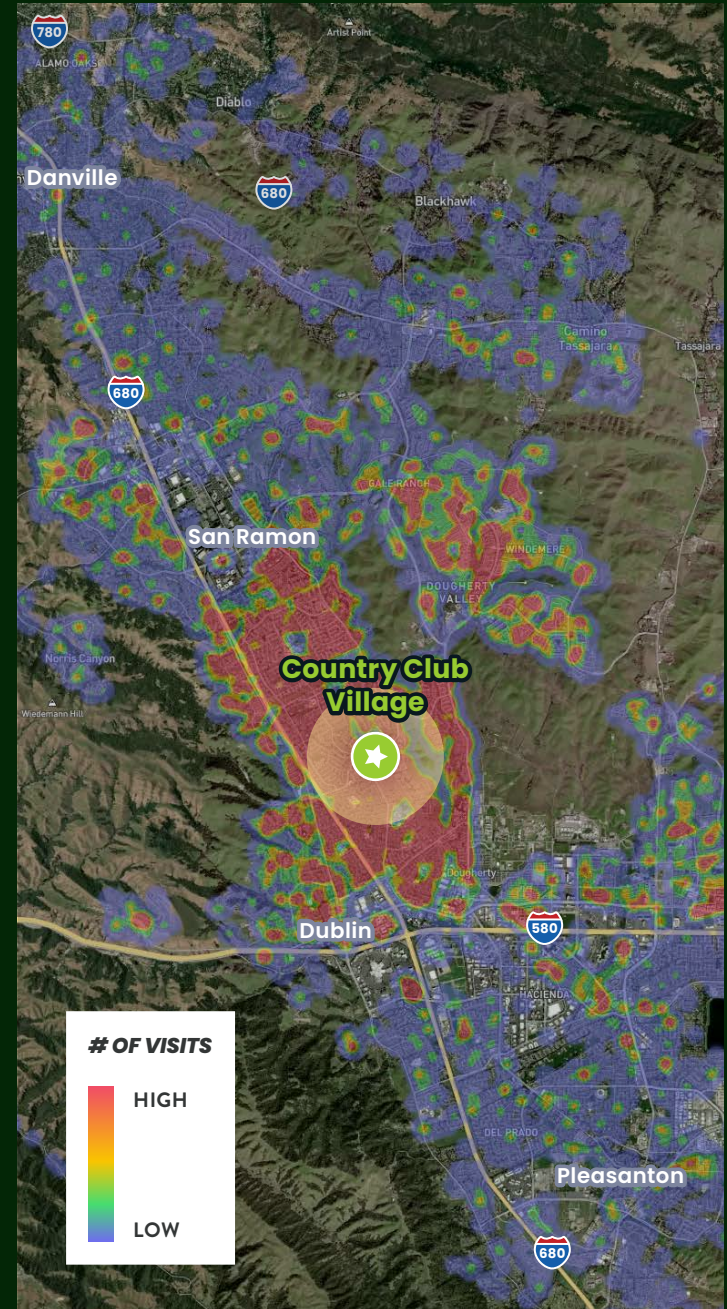 780
Artist Point
ALAMO OAKS
Diablo
Danville
680
Blackhawk
Camino
Tassajara
Tassajara
680
GALE RANCH
San Ramon
WINDEMERE
DOUGHERTY
VALLEY
Norris Canyon
Country Club
Village
Wiedemann Hill
Dougherty
Dublin
580
HACIENDA
# OF VISITS
HIGH
LOW
DEL PRADO
Pleasanton
680